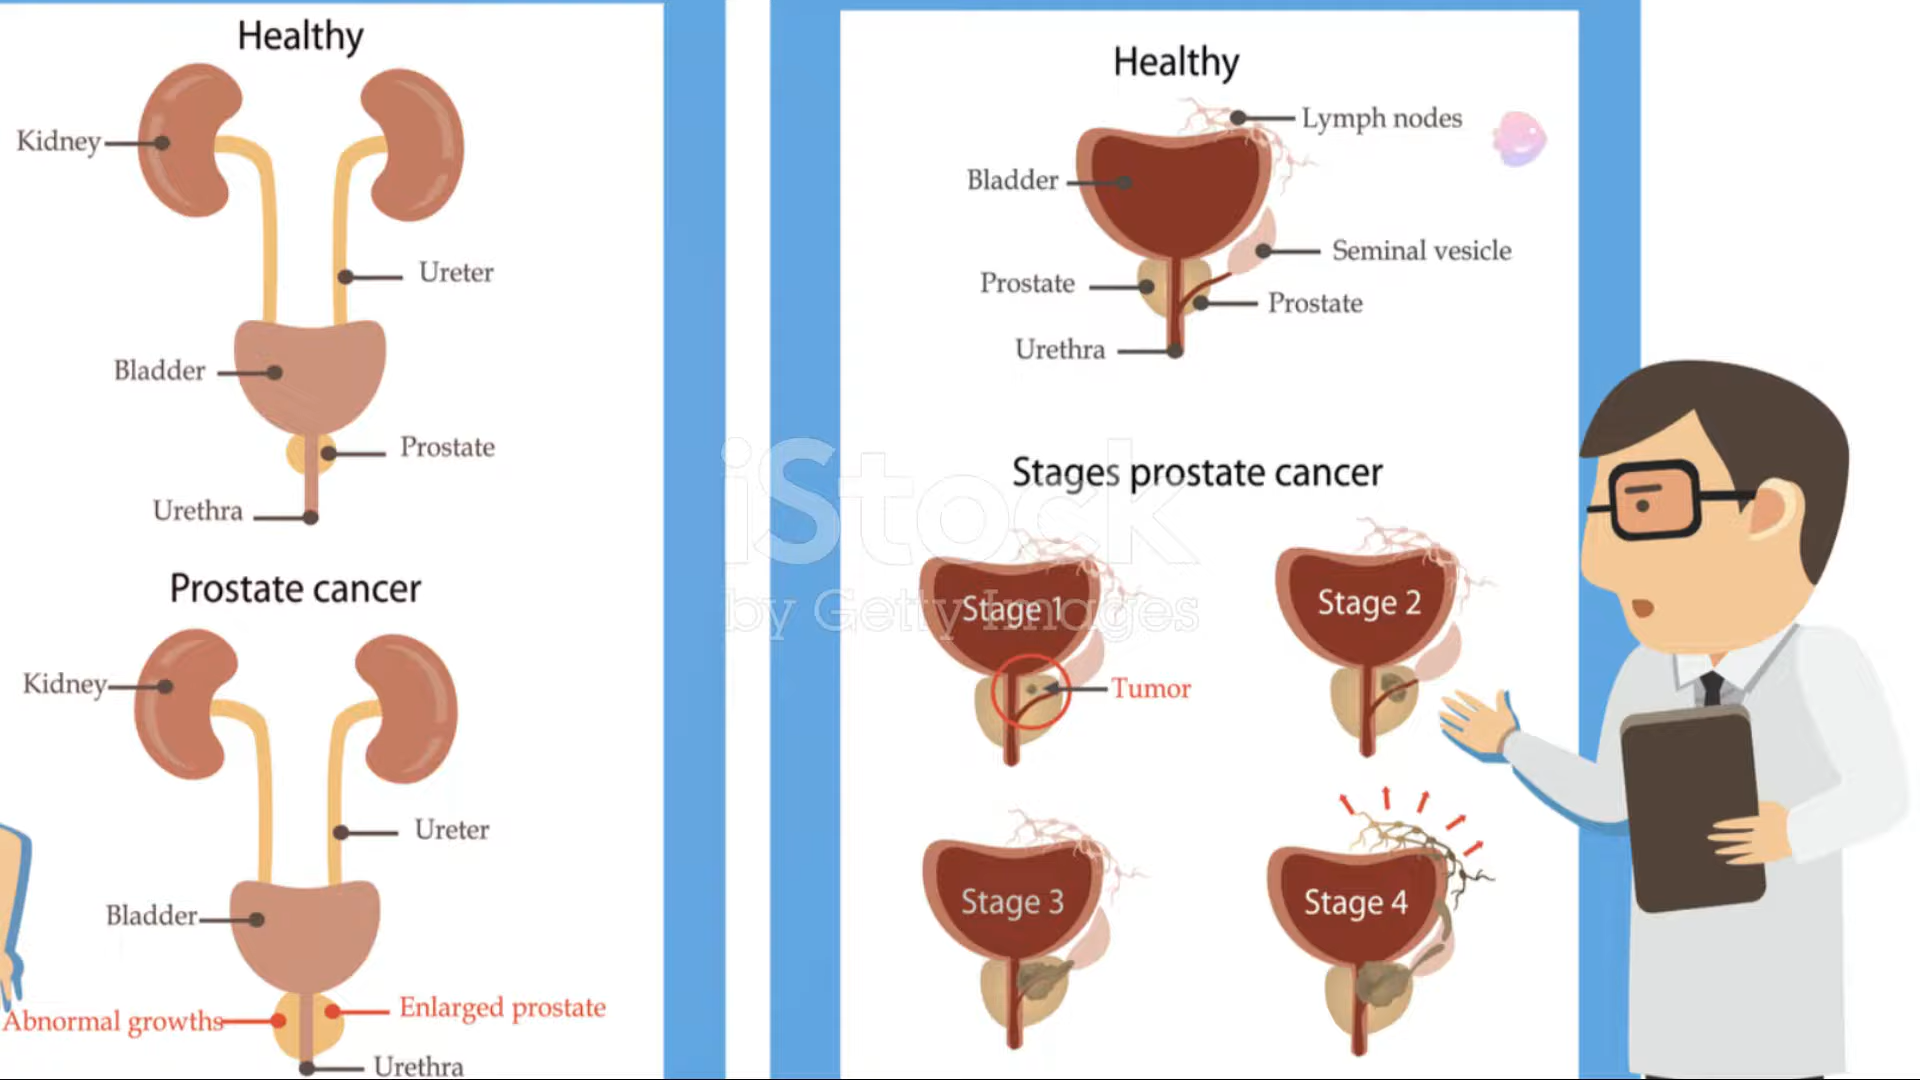 Healthy
Kidney
Ureter
Bladder
Prostate
Urethra
Prostate cancer
Kidney
Ureter
Bladder
Abnormal growths
Enlarged prostate
Urethra
Healthy
Lymph nodes
Bladder
Seminal vesicle
Prostate
Prostate
Urethra
Stages prostate cancer
Stage 1
Stage 2
Tumor
Stage 3
Stage 4
iStock
by Getty Images